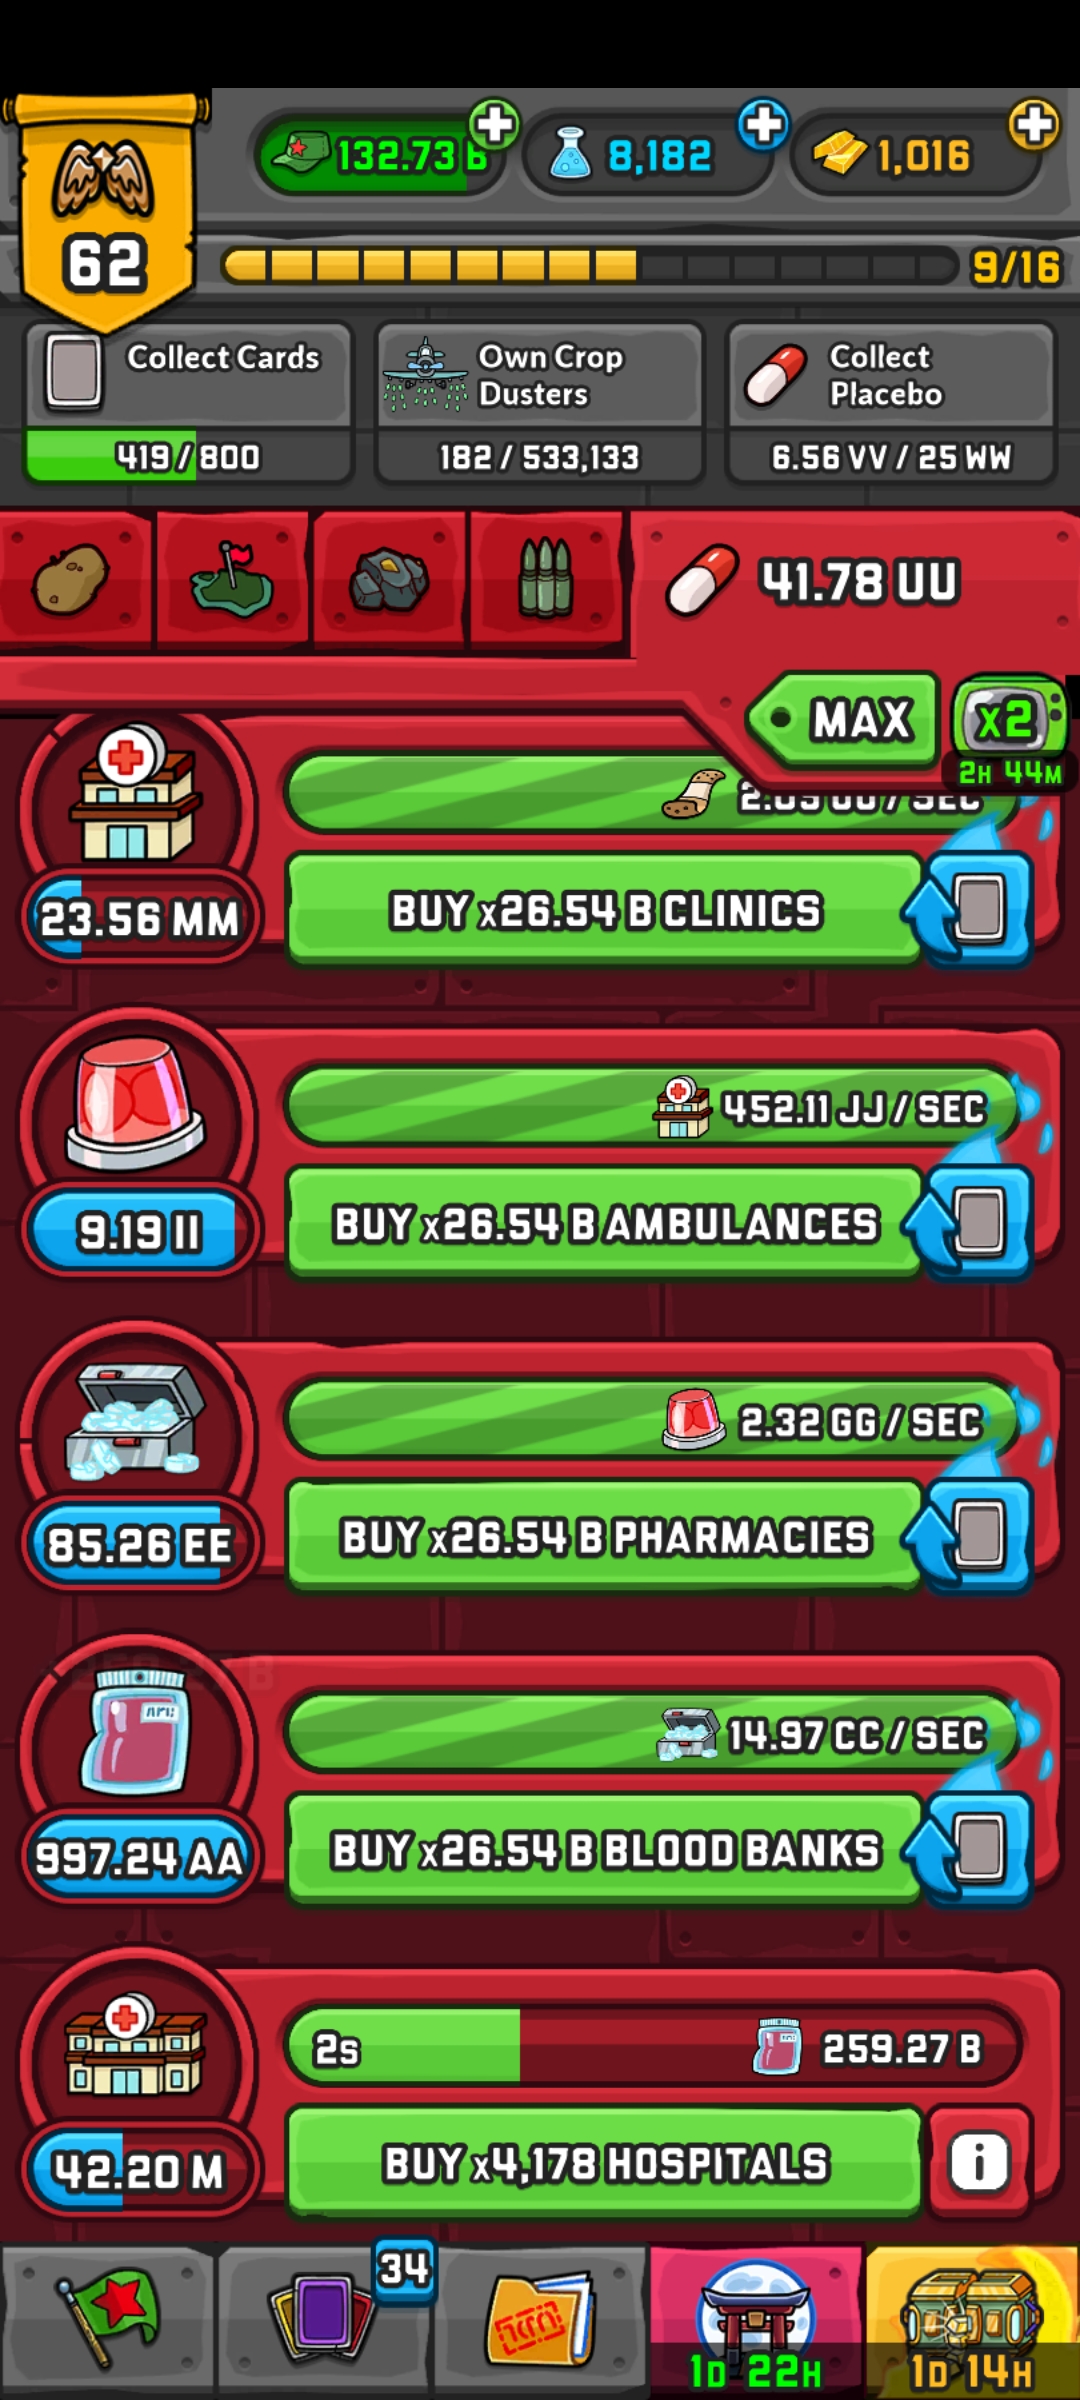 132.73 B
8,182
1,016
62
9/16
Collect Cards
419 / 800
Own Crop
Dusters
182 / 533,133
Collect
Placebo
6.56 VV / 25 WW
41.78 UU
MAX
x2
2H 44M
/ SEC
23.56 MM
BUY x26.54 B CLINICS
452.11 JJ / SEC
9.19 II
BUY x26.54 B AMBULANCES
2.32 GG / SEC
85.26 EE
BUY x26.54 B PHARMACIES
14.97 CC / SEC
997.24 AA
BUY x26.54 B BLOOD BANKS
2s
259.27 B
42.20 M
BUY x4,178 HOSPITALS
i
34
1D 22H
1D 14H